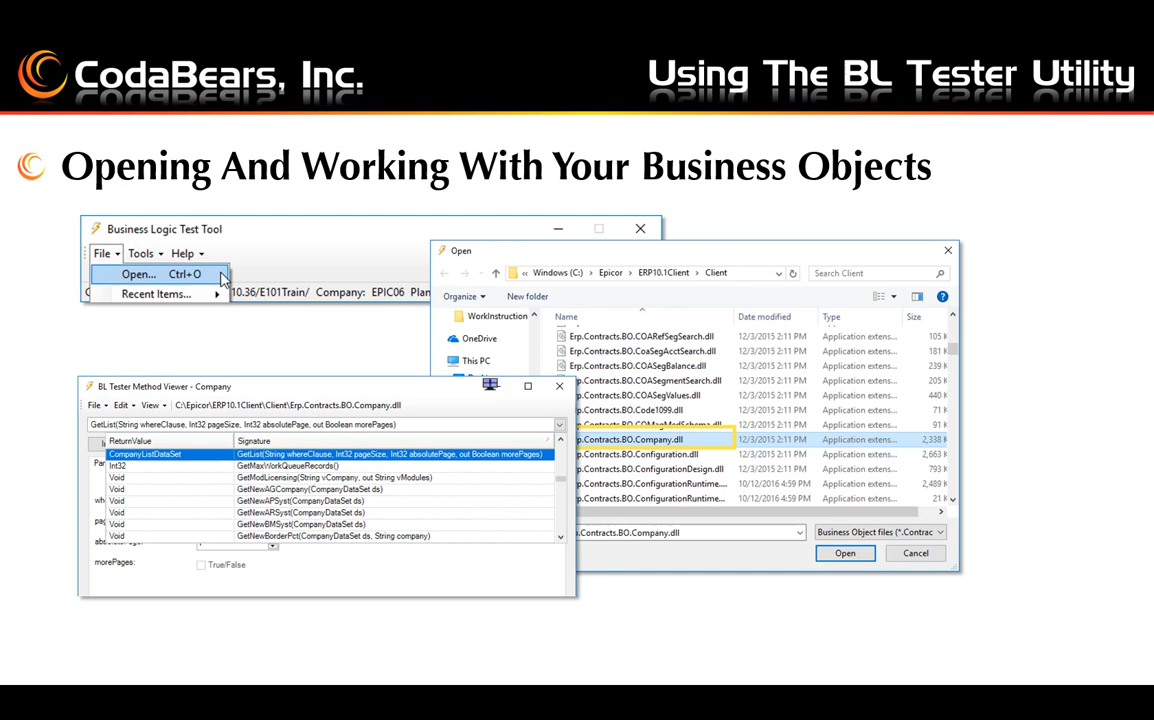 CodaBears, Inc.
Using The BL Tester Utility
Opening And Working With Your Business Objects
Business Logic Test Tool
File Tools Help
Open... Ctrl+O
Recent Items...
10.36/E101Train/ Company: EPIC06 Plan
Open
« Windows (C:) Epicor ERP10.1Client Client
Search Client
Organize New folder
WorkInstruction
OneDrive
This PC
Name Date modified Type Size
Erp.Contracts.BO.COARefSegSearch.dll 12/3/2015 2:11 PM Application extens... 105 K
Erp.Contracts.BO.CoaSegAcctSearch.dll 12/3/2015 2:11 PM Application extens... 181 K
Erp.Contracts.BO.COASegBalance.dll 12/3/2015 2:11 PM Application extens... 239 K
Erp.Contracts.BO.COASegmentSearch.dll 12/3/2015 2:11 PM Application extens... 205 K
Erp.Contracts.BO.COASegValues.dll 12/3/2015 2:11 PM Application extens... 440 K
Erp.Contracts.BO.Code1099.dll 12/3/2015 2:11 PM Application extens... 71 K
12/3/2015 2:11 PM Application extens... 91 K
rp.Contracts.BO.Company.dll 12/3/2015 2:11 PM Application extens... 2,338 K
rp.Contracts.BO.Configuration.dll 12/3/2015 2:11 PM Application extens... 2,663 K
rp.Contracts.BO.ConfigurationDesign.dll 12/3/2015 2:11 PM Application extens... 793 K
rp.Contracts.BO.ConfigurationRuntime... 10/12/2016 4:59 PM Application extens... 2,489 K
rp.Contracts.BO.ConfigurationRuntime... 10/12/2016 4:59 PM Application extens... 21 K
rp.Contracts.BO.Company.dll
Business Object files (*.Contrac
Open Cancel
BL Tester Method Viewer - Company
File Edit View C:\Epicor\ERP10.1Client\Client\Erp.Contracts.BO.Company.dll
GetList(String whereClause, Int32 pageSize, Int32 absolutePage, out Boolean morePages)
ReturnValue Signature
CompanyListDataSet GetList(String whereClause, Int32 pageSize, Int32 absolutePage, out Boolean morePages)
Int32 GetMaxWorkQueueRecords()
Void GetModLicensing(String vCompany, out String vModules)
Void GetNewAGCompany(CompanyDataSet ds)
Void GetNewAPSyst(CompanyDataSet ds)
Void GetNewARSyst(CompanyDataSet ds)
Void GetNewBMSyst(CompanyDataSet ds)
Void GetNewBorderPct(CompanyDataSet ds, String company)
morePages: True/False